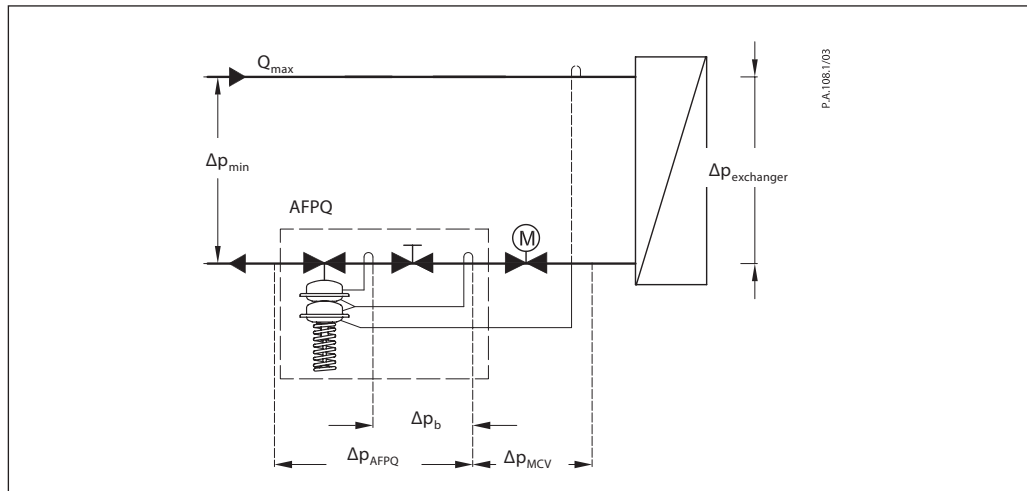 Qmax
P.A.108.1/03
Δpmin
Δpexchanger
AFPQ
M
Δpb
ΔpAFPQ
ΔpMCV